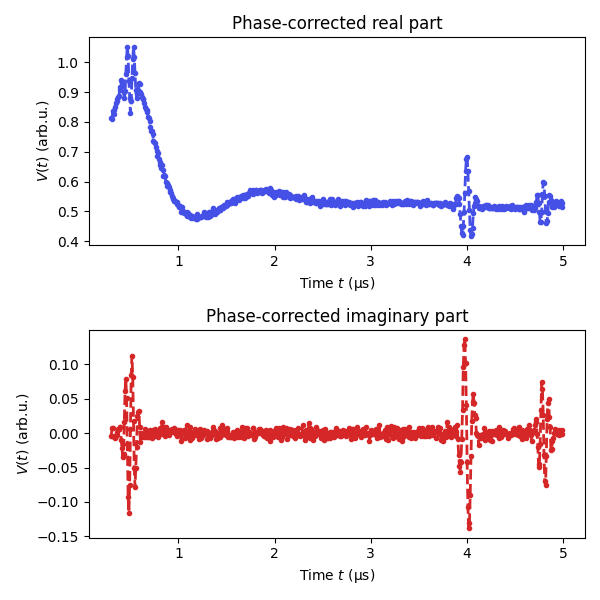 Phase-corrected real part
V(t) (arb.u.)
1.0
0.9
0.8
0.7
0.6
0.5
0.4
1 2 3 4 5
Time t (μs)
Phase-corrected imaginary part
V(t) (arb.u.)
0.10
0.05
0.00
−0.05
−0.10
−0.15
1 2 3 4 5
Time t (μs)